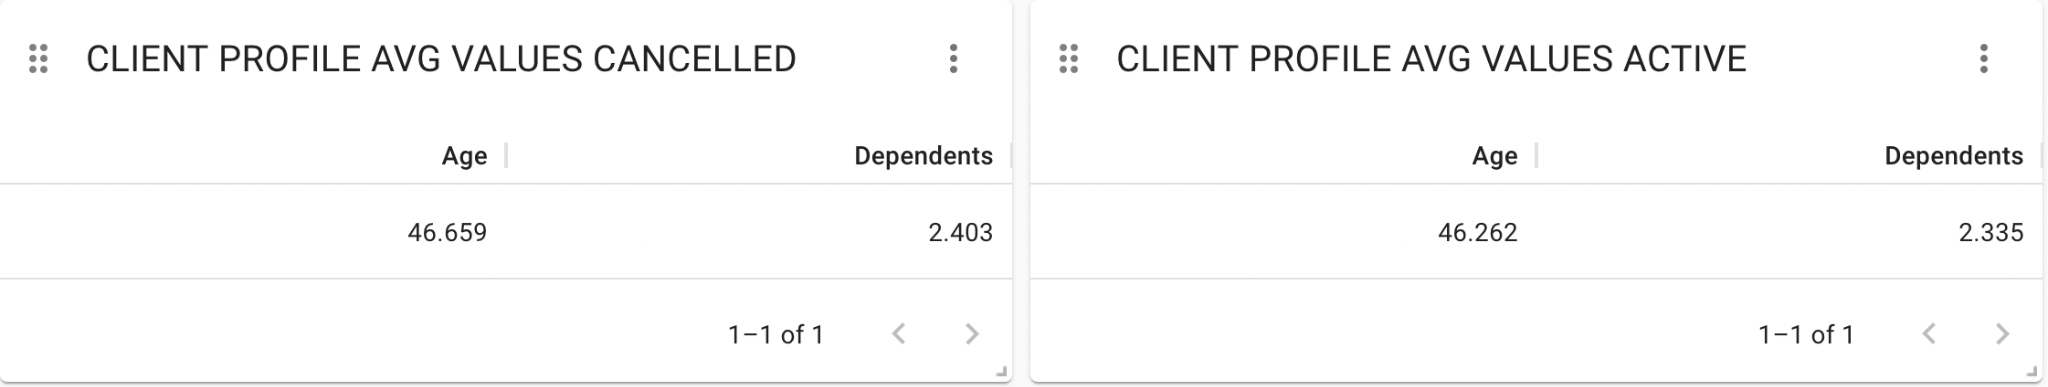 CLIENT PROFILE AVG VALUES CANCELLED
Age Dependents
46.659 2.403
1–1 of 1
CLIENT PROFILE AVG VALUES ACTIVE
Age Dependents
46.262 2.335
1–1 of 1